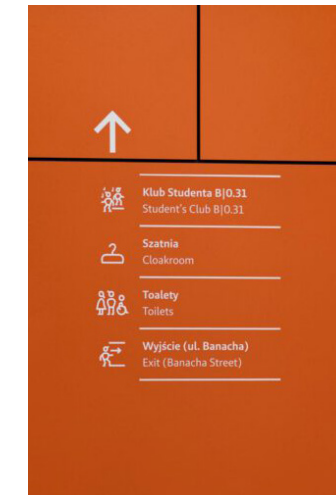 Klub Studenta B|0.31
Student's Club B|0.31
Szatnia
Cloakroom
Toalety
Toilets
Wyjście (ul. Banacha)
Exit (Banacha Street)